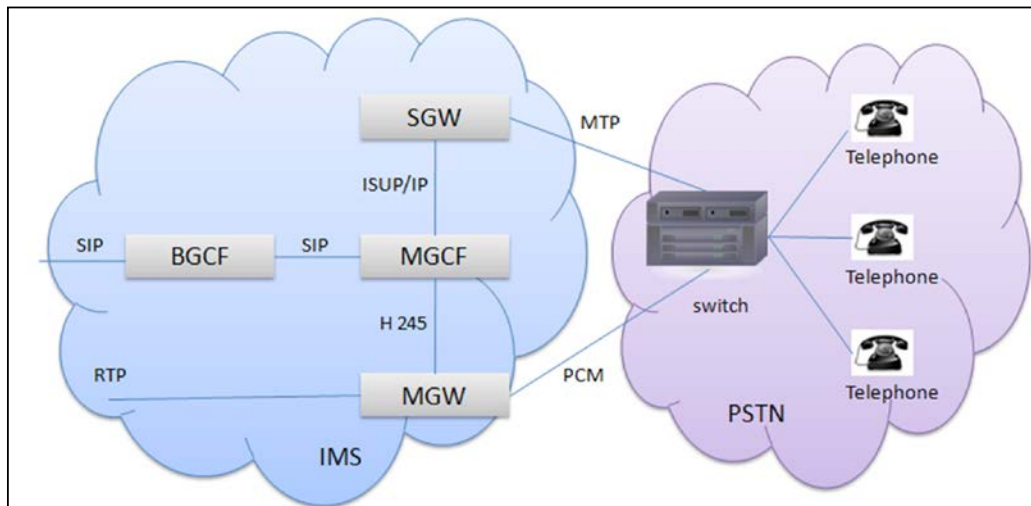 SGW
MTP
Telephone
ISUP/IP
SIP
BGCF
SIP
MGCF
Telephone
switch
H 245
RTP
MGW
PCM
Telephone
PSTN
IMS